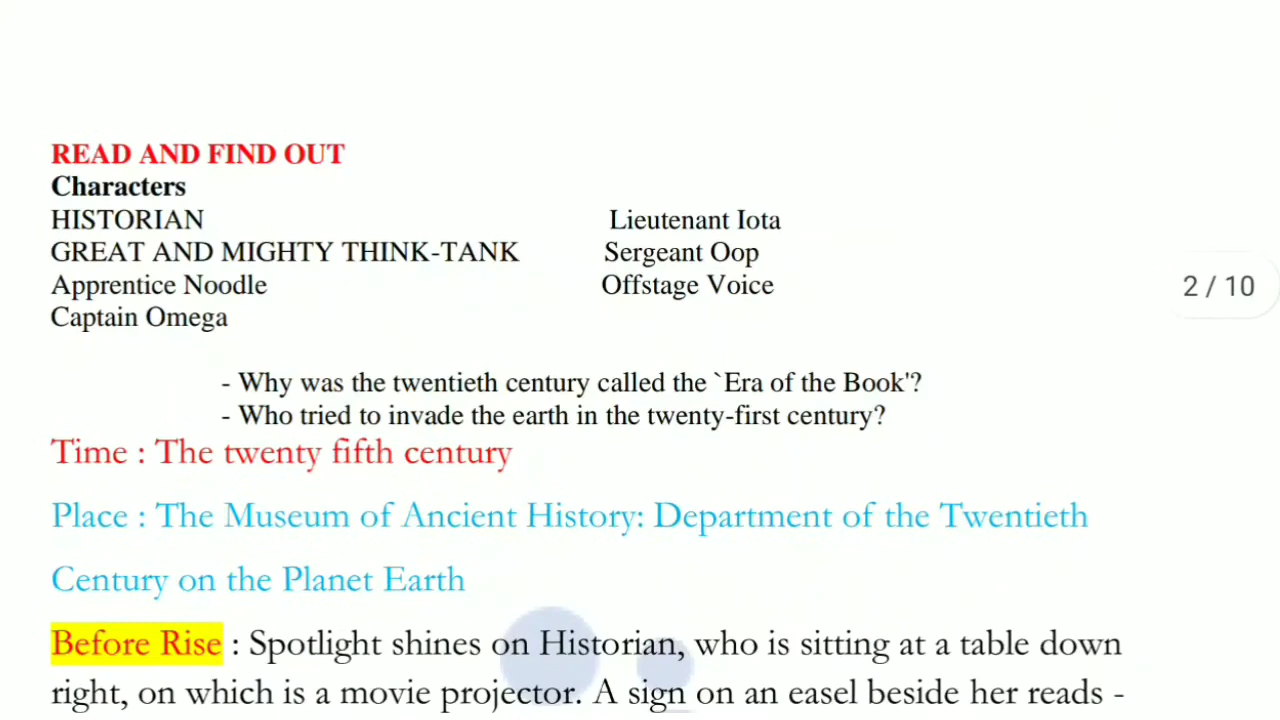 READ AND FIND OUT
Characters
HISTORIAN Lieutenant Iota
GREAT AND MIGHTY THINK-TANK Sergeant Oop
Apprentice Noodle Offstage Voice
Captain Omega
2 / 10
- Why was the twentieth century called the `Era of the Book'?
- Who tried to invade the earth in the twenty-first century?
Time : The twenty fifth century
Place : The Museum of Ancient History: Department of the Twentieth
Century on the Planet Earth
Before Rise : Spotlight shines on Historian, who is sitting at a table down
right, on which is a movie projector. A sign on an easel beside her reads -